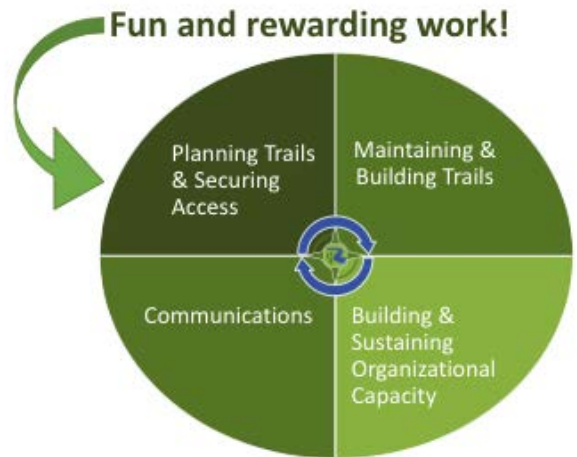 Fun and rewarding work!
Planning Trails
& Securing
Access
Maintaining &
Building Trails
Communications
Building &
Sustaining
Organizational
Capacity